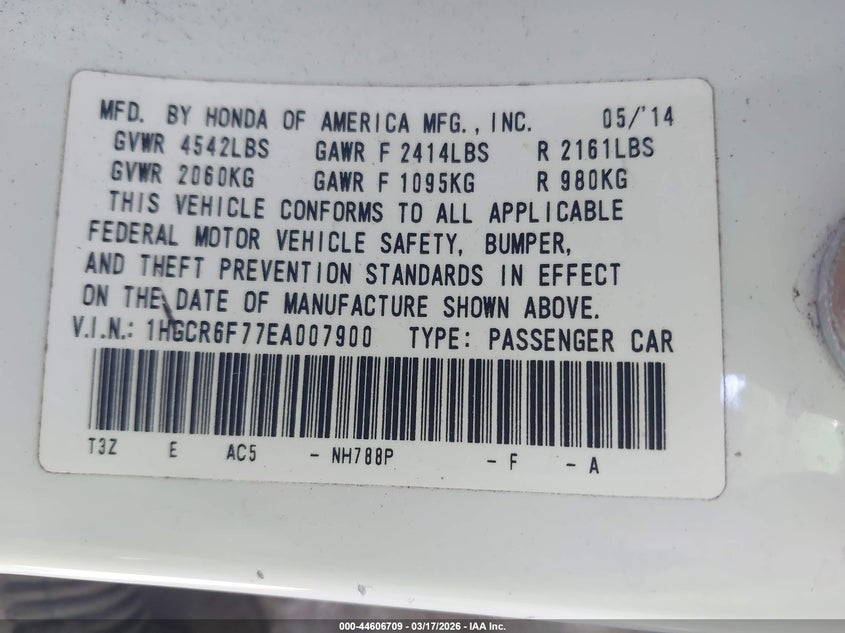 MFD. BY HONDA OF AMERICA MFG., INC. 05/'14
GVWR 4542LBS GAWR F 2414LBS R 2161LBS
GVWR 2060KG GAWR F 1095KG R 980KG
THIS VEHICLE CONFORMS TO ALL APPLICABLE
FEDERAL MOTOR VEHICLE SAFETY, BUMPER,
AND THEFT PREVENTION STANDARDS IN EFFECT
ON THE DATE OF MANUFACTURE SHOWN ABOVE.
V.I.N.: 1HGCR6F77EA007900 TYPE: PASSENGER CAR
T3Z E AC5 - NH788P - F - A
000-44606709 - 03/17/2026 - IAA Inc.